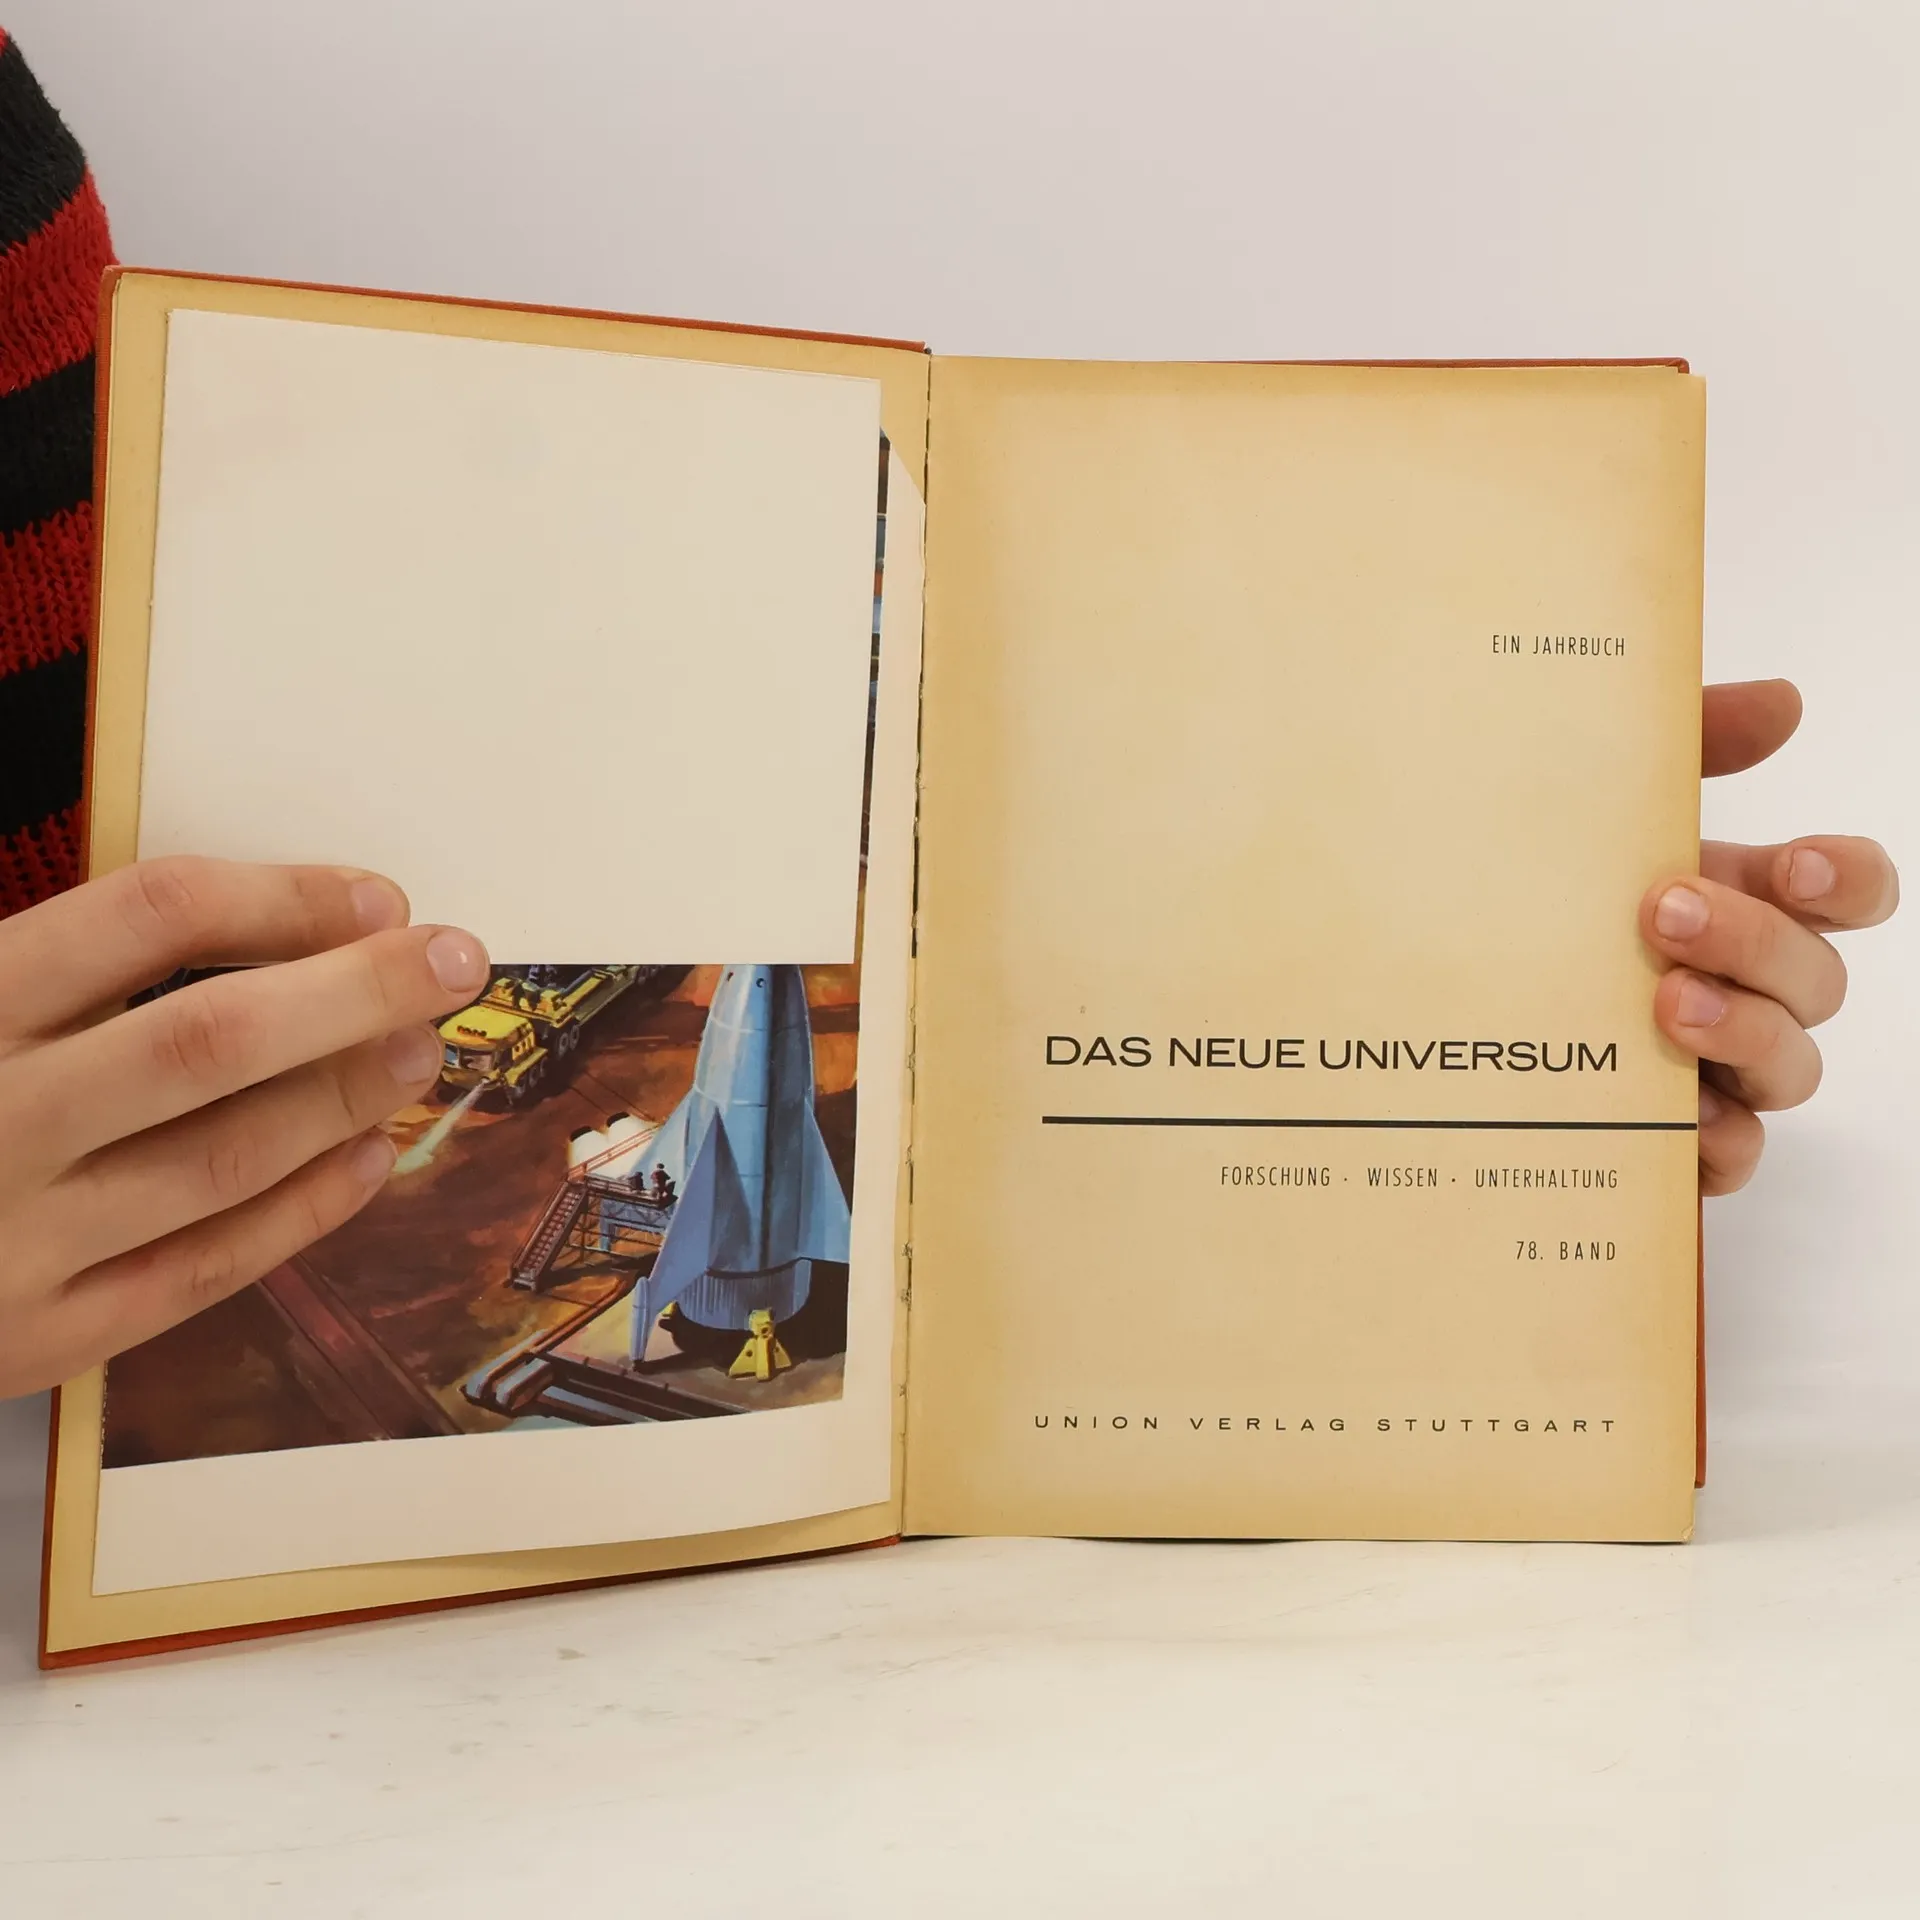 EIN JAHRBUCH
DAS NEUE UNIVERSUM
FORSCHUNG · WISSEN · UNTERHALTUNG
78. BAND
UNION VERLAG STUTTGART